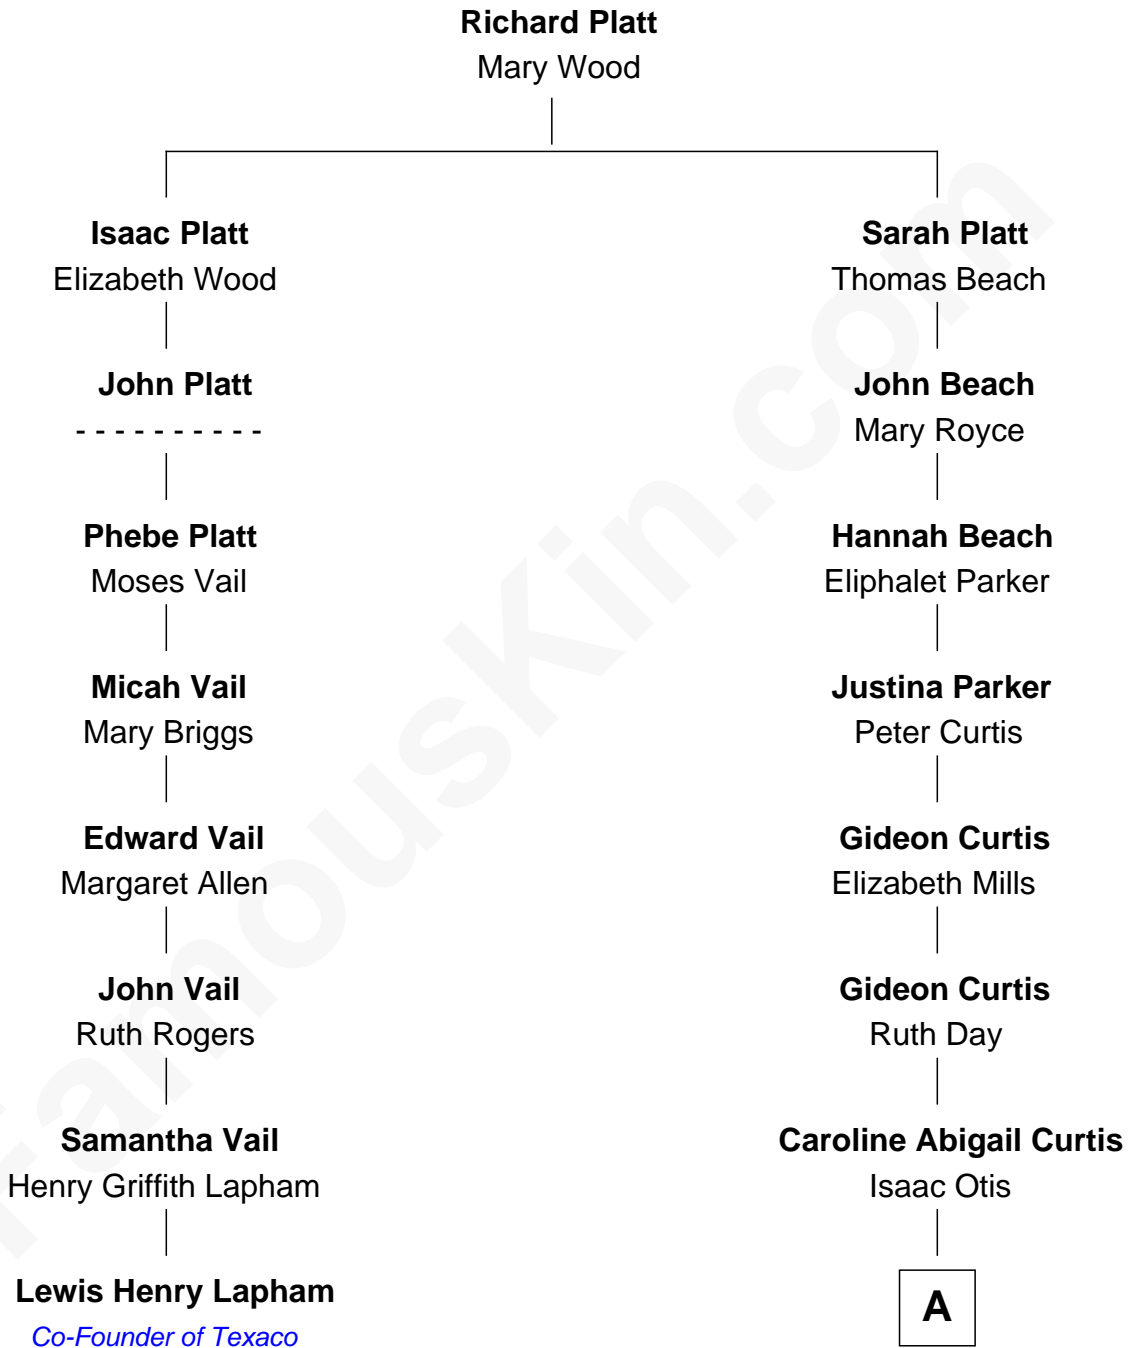 Richard Platt
Mary Wood
Isaac Platt
Elizabeth Wood
John Platt
- - - - - - - - - -
Phebe Platt
Moses Vail
Micah Vail
Mary Briggs
Edward Vail
Margaret Allen
John Vail
Ruth Rogers
Samantha Vail
Henry Griffith Lapham
Lewis Henry Lapham
Co-Founder of Texaco
Sarah Platt
Thomas Beach
John Beach
Mary Royce
Hannah Beach
Eliphalet Parker
Justina Parker
Peter Curtis
Gideon Curtis
Elizabeth Mills
Gideon Curtis
Ruth Day
Caroline Abigail Curtis
Isaac Otis
A
FamousKin.com